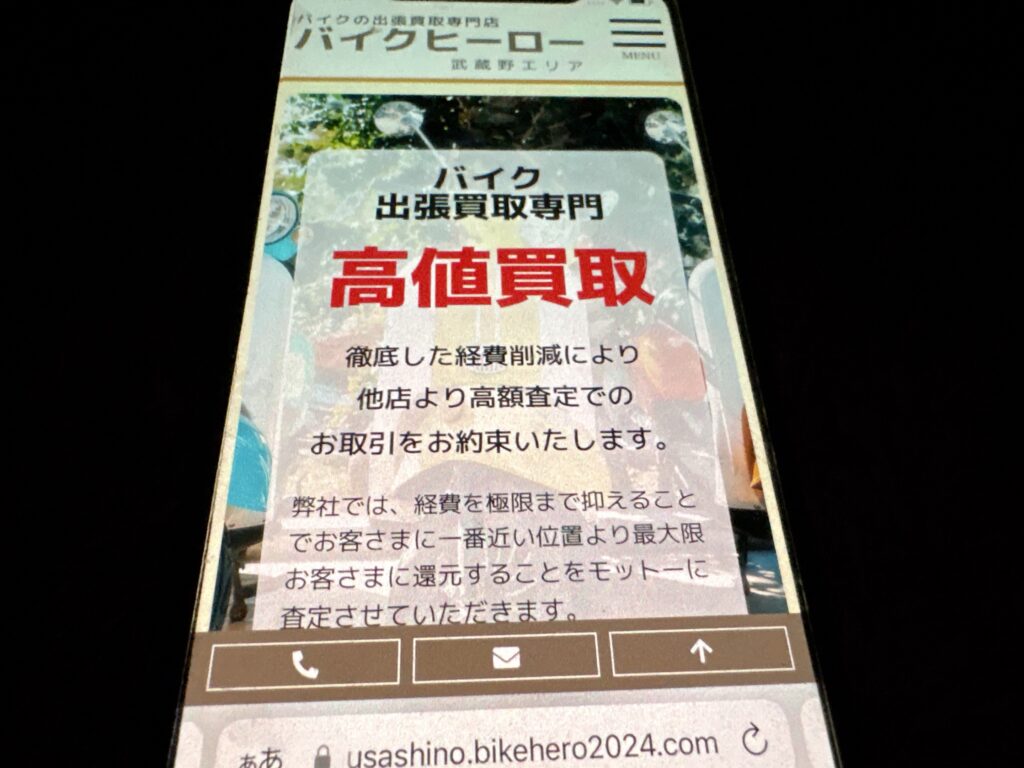 バイクの出張買取専門店
バイクヒーロー
武蔵野エリア
MENU
バイク
出張買取専門
高値買取
徹底した経費削減により
他店より高額査定での
お取引をお約束いたします。
弊社では、経費を極限まで抑えること
でお客さまに一番近い位置より最大限
お客さまに還元することをモットーに
査定させていただきます。
ああ usashino.bikehero2024.com